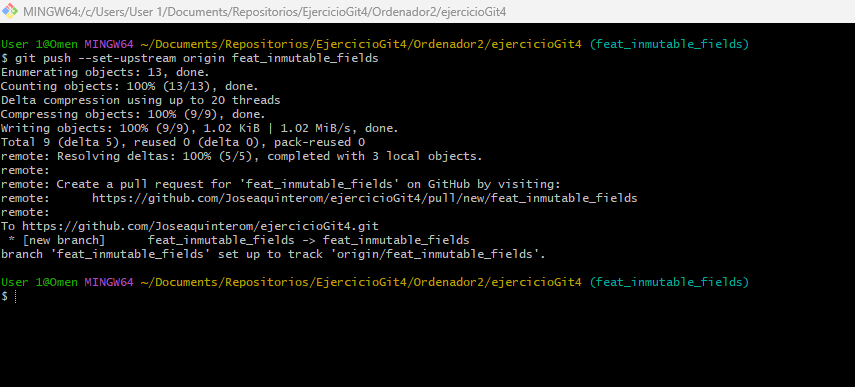 MINGW64:/c/Users/User 1/Documents/Repositorios/EjercicioGit4/Ordenador2/ejercicioGit4
User 1@Omen MINGW64 ~/Documents/Repositorios/EjercicioGit4/Ordenador2/ejercicioGit4 (feat_inmutable_fields)
$ git push --set-upstream origin feat_inmutable_fields
Enumerating objects: 13, done.
Counting objects: 100% (13/13), done.
Delta compression using up to 20 threads
Compressing objects: 100% (9/9), done.
Writing objects: 100% (9/9), 1.02 KiB | 1.02 MiB/s, done.
Total 9 (delta 5), reused 0 (delta 0), pack-reused 0
remote: Resolving deltas: 100% (5/5), completed with 3 local objects.
remote:
remote: Create a pull request for 'feat_inmutable_fields' on GitHub by visiting:
remote:      https://github.com/Joseaquinterom/ejercicioGit4/pull/new/feat_inmutable_fields
remote:
To https://github.com/Joseaquinterom/ejercicioGit4.git
 * [new branch]      feat_inmutable_fields -> feat_inmutable_fields
branch 'feat_inmutable_fields' set up to track 'origin/feat_inmutable_fields'.
User 1@Omen MINGW64 ~/Documents/Repositorios/EjercicioGit4/Ordenador2/ejercicioGit4 (feat_inmutable_fields)
$